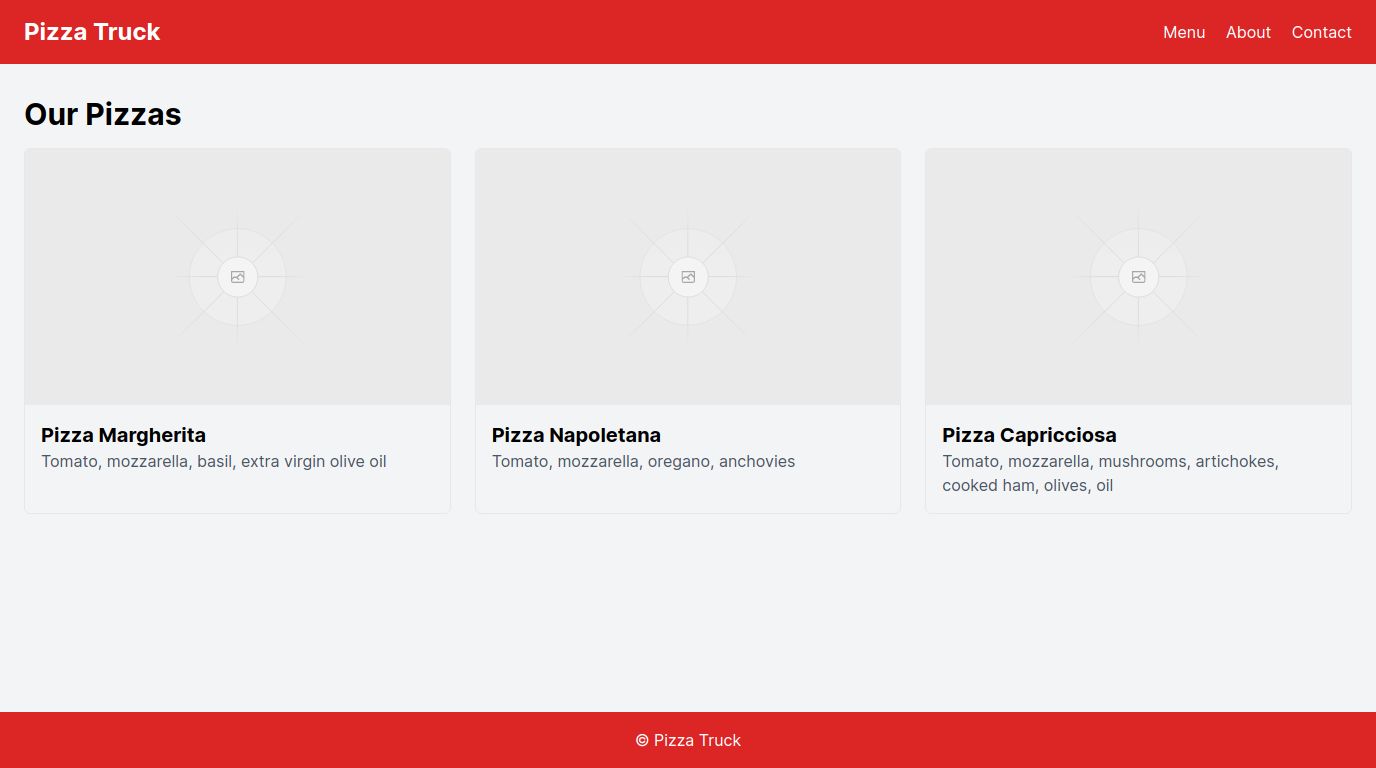 Pizza Truck
Menu About Contact
Our Pizzas
Pizza Margherita
Tomato, mozzarella, basil, extra virgin olive oil
Pizza Napoletana
Tomato, mozzarella, oregano, anchovies
Pizza Capricciosa
Tomato, mozzarella, mushrooms, artichokes,
cooked ham, olives, oil
© Pizza Truck